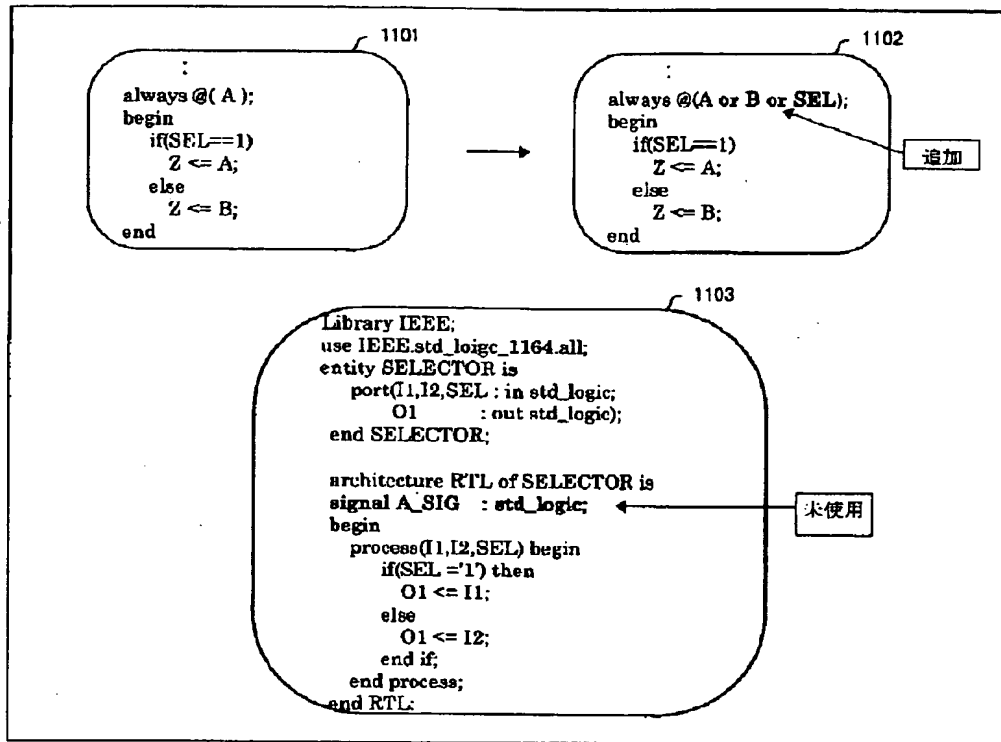 1101
:
always @( A );
begin
if(SEL==1)
Z <= A;
else
Z <= B;
end
1102
:
always @(A or B or SEL);
begin
if(SEL==1)
Z <= A;
else
Z <= B;
end
追加
1103
Library IEEE;
use IEEE.std_loigc_1164.all;
entity SELECTOR is
port(I1,I2,SEL : in std_logic;
O1 : out std_logic);
end SELECTOR;
architecture RTL of SELECTOR is
signal A_SIG : std_logic;
未使用
begin
process(I1,I2,SEL) begin
if(SEL ='1') then
O1 <= I1;
else
O1 <= I2;
end if;
end process;
end RTL;